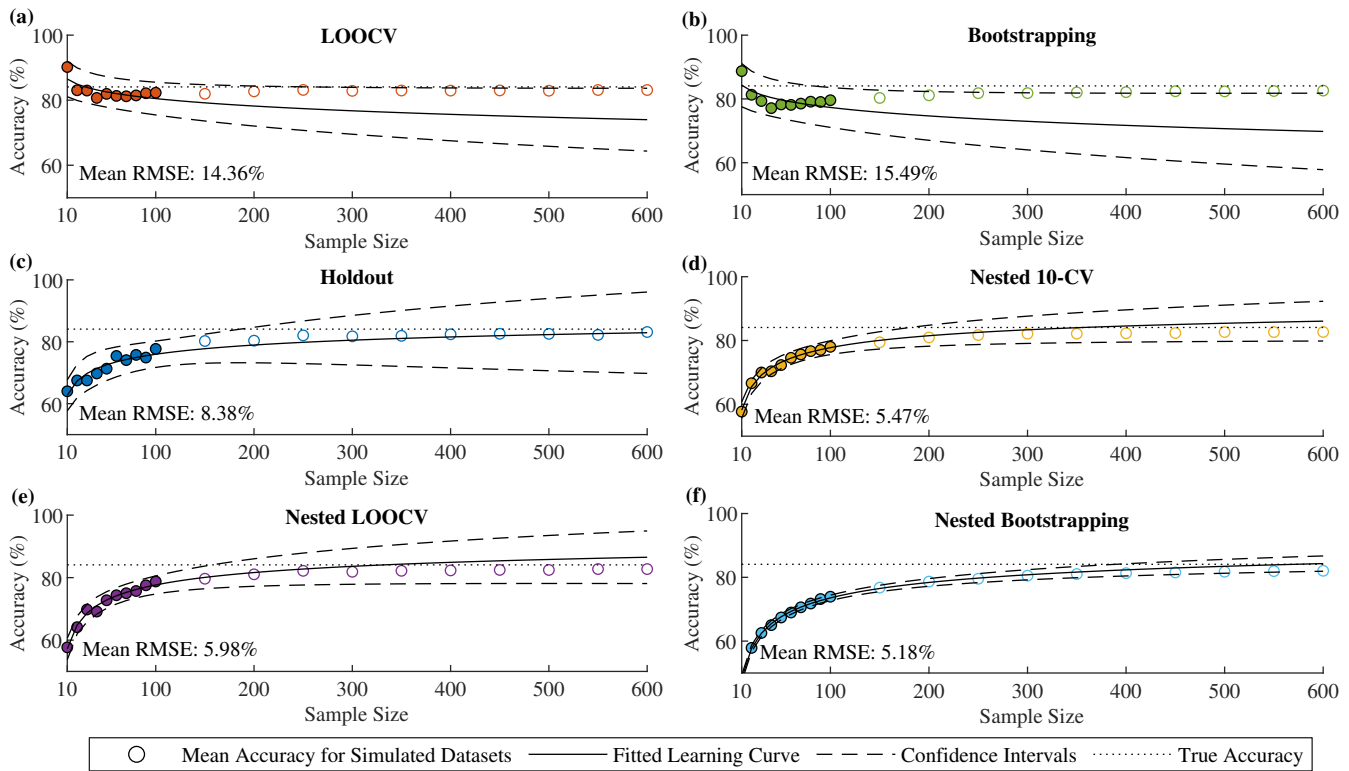 (a)
LOOCV
100
80
60
Accuracy (%)
Mean RMSE: 14.36%
10 100 200 300 400 500 600
Sample Size
(b)
Bootstrapping
100
80
60
Accuracy (%)
Mean RMSE: 15.49%
10 100 200 300 400 500 600
Sample Size
(c)
Holdout
100
80
60
Accuracy (%)
Mean RMSE: 8.38%
10 100 200 300 400 500 600
Sample Size
(d)
Nested 10-CV
100
80
60
Accuracy (%)
Mean RMSE: 5.47%
10 100 200 300 400 500 600
Sample Size
(e)
Nested LOOCV
100
80
60
Accuracy (%)
Mean RMSE: 5.98%
10 100 200 300 400 500 600
Sample Size
(f)
Nested Bootstrapping
100
80
60
Accuracy (%)
Mean RMSE: 5.18%
10 100 200 300 400 500 600
Sample Size
Mean Accuracy for Simulated Datasets Fitted Learning Curve Confidence Intervals True Accuracy